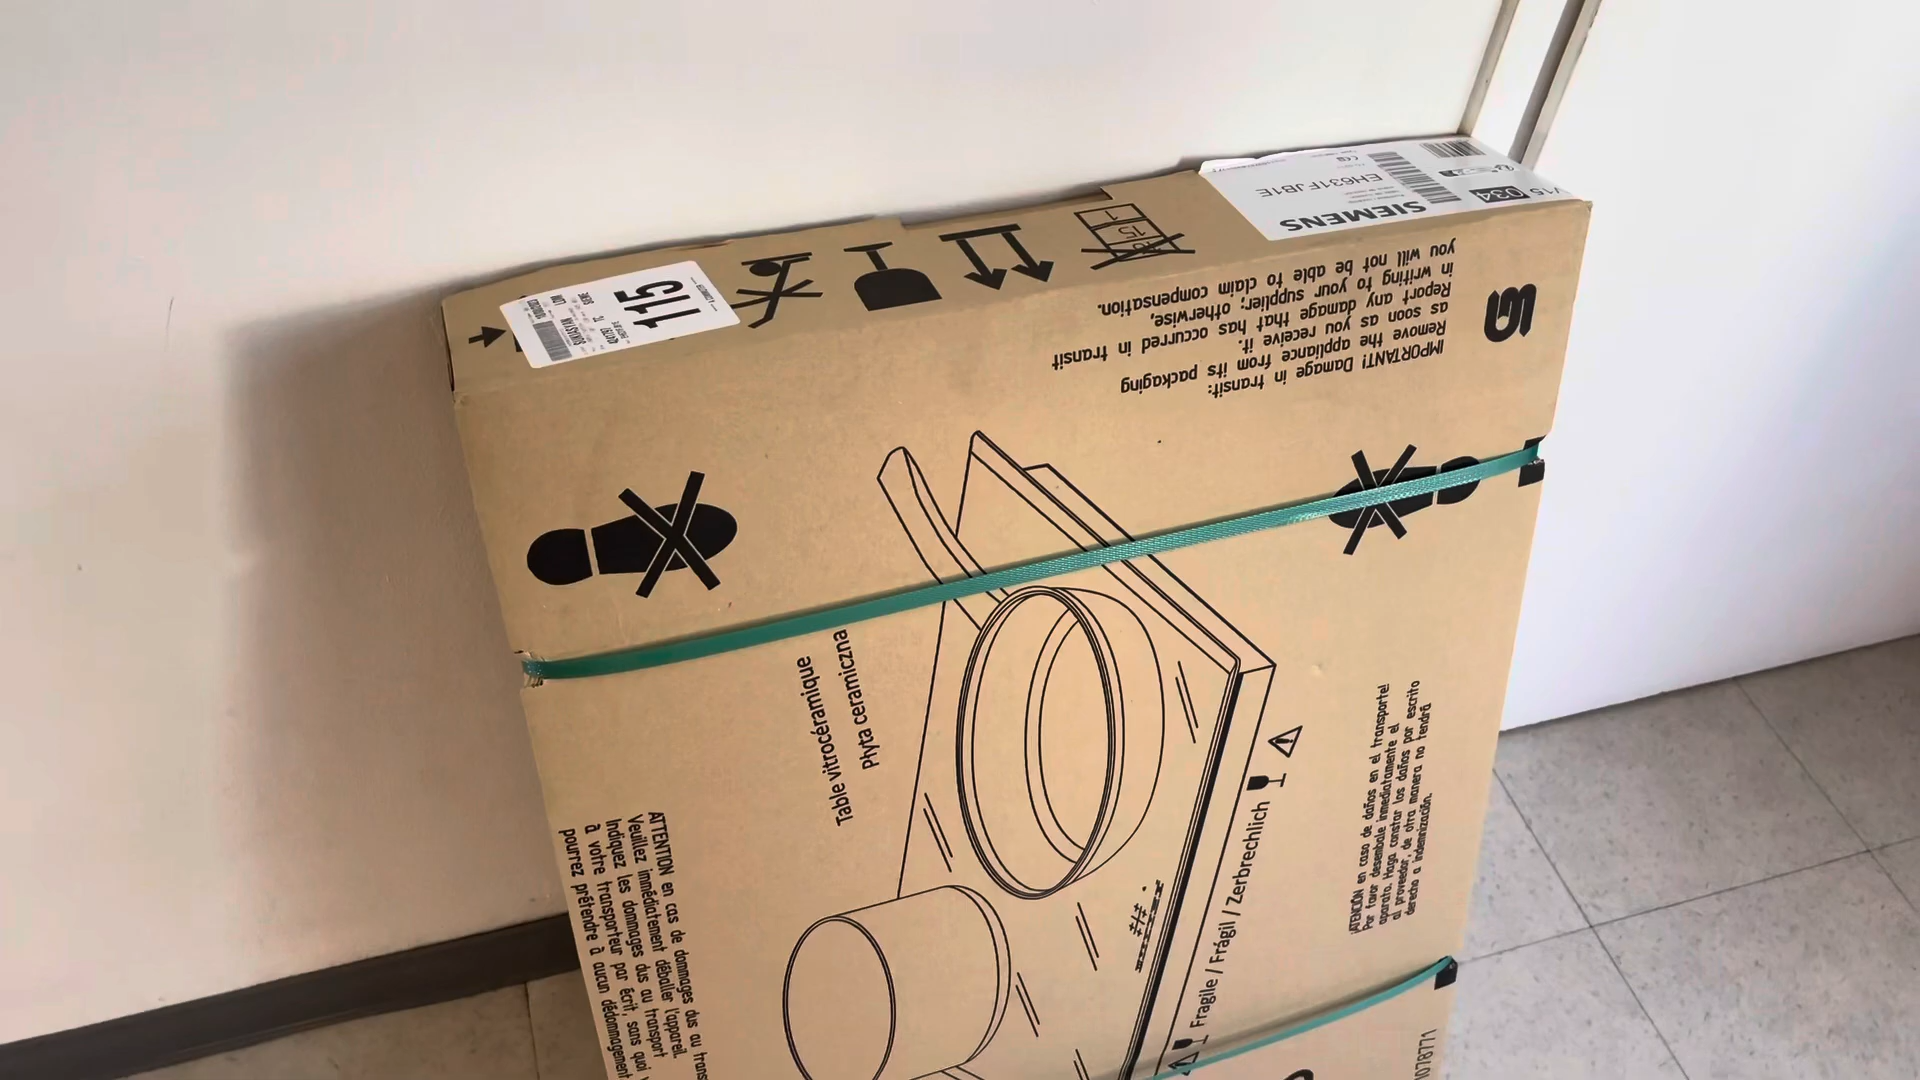 SIEMENS
EH631FJB1E
V15
034
115
15
IMPORTANT! Damage in transit:
Remove the appliance from its packaging
as soon as you receive it.
Report any damage that has occurred in transit
in writing to your supplier; otherwise,
you will not be able to claim compensation.
Table vitrocéramique
Płyta ceramiczna
ATTENTION en cas de dommages dus au trans
Veuillez immédiatement déballer l'appareil.
Indiquez les dommages dus au transport
à votre transporteur par écrit, sans quoi
pourrez prétendre à aucun dédommagement
Fragile / Frágil / Zerbrechlich
¡ATENCIÓN en caso de daños en el transporte!
Por favor desembale inmediatamente el
aparato. Haga constar los daños por escrito
al proveedor, de otra manera no tendrá
derecho a indemnización.